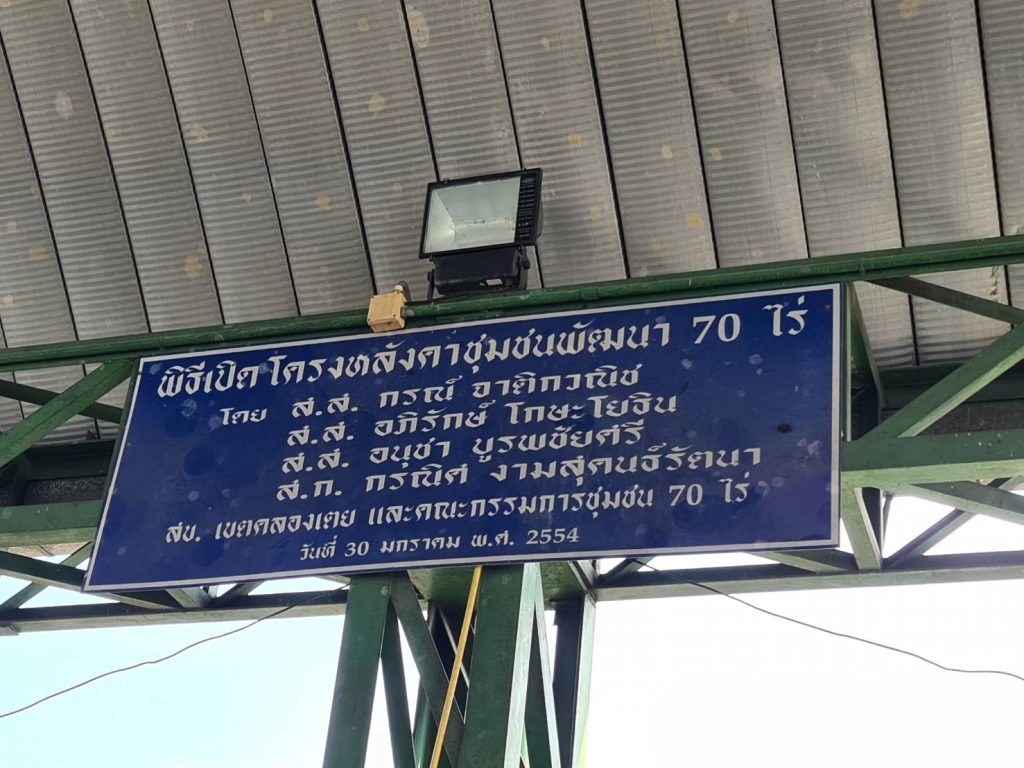 พิธีเปิดโครงหลังคาชุมชนพัฒนา 70 ไร่
โดย ส.ส. กรณ์ จาติกวณิช
ส.ส. อภิรักษ์ โกษะโยธิน
ส.ส. อนุชา บูรพชัยศรี
ส.ก. กรณิศ งามสุคนธ์รัตนา
สข. เขตคลองเตย และคณะกรรมการชุมชน 70 ไร่
วันที่ 30 มกราคม พ.ศ. 2554